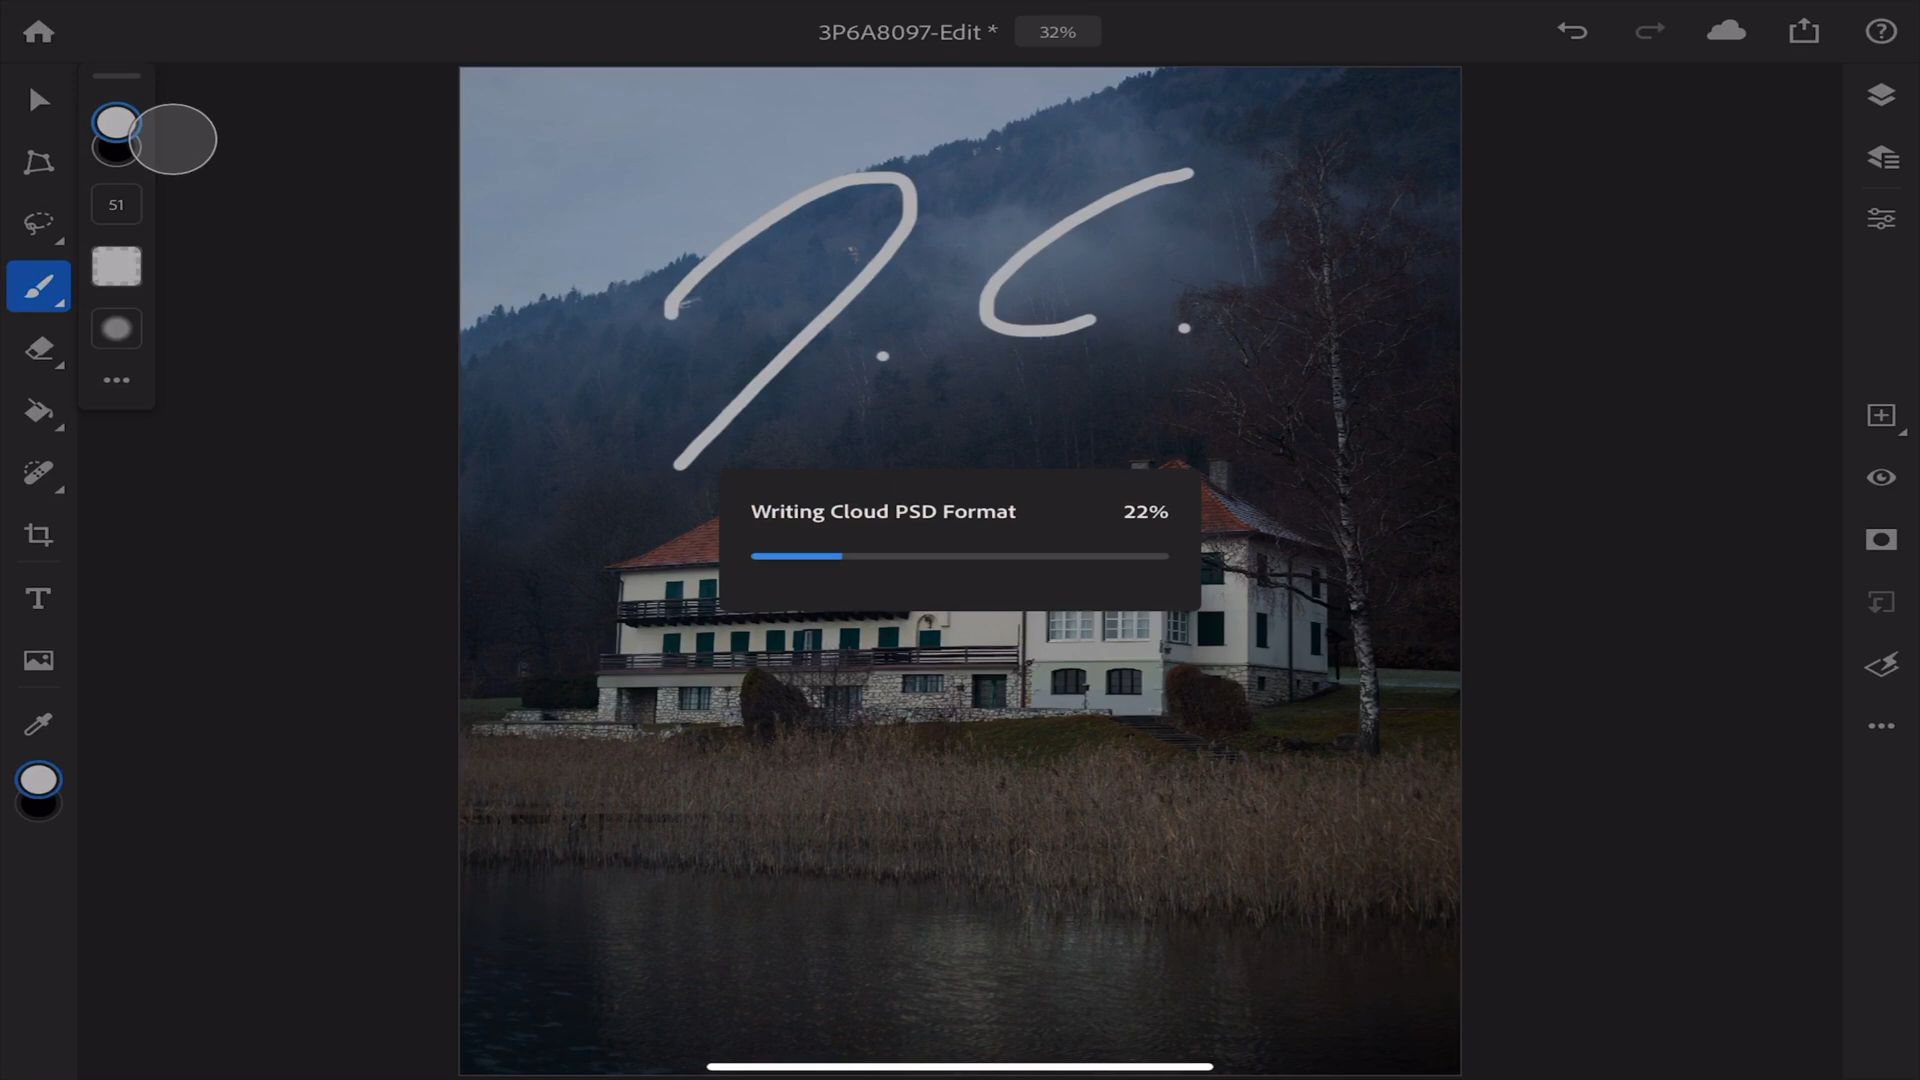 3P6A8097-Edit * 32%
51
J.C.
Writing Cloud PSD Format 22%